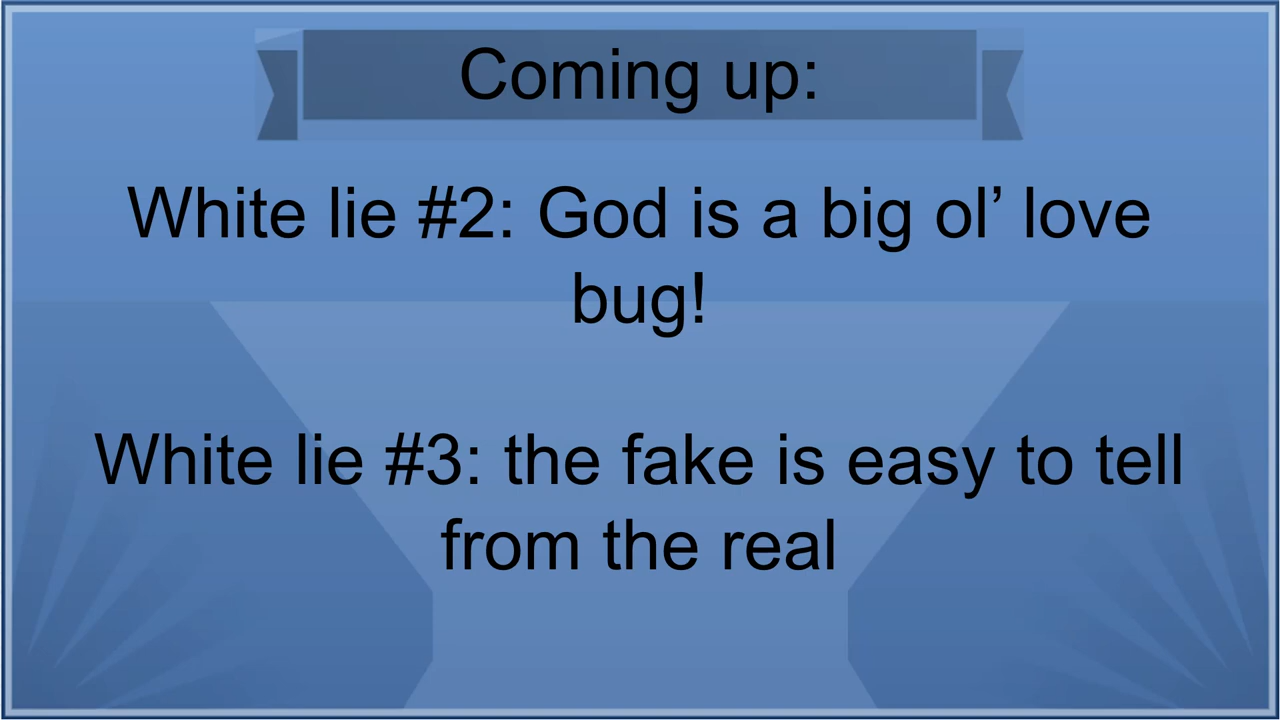 Coming up:
White lie #2: God is a big ol’ love
bug!
White lie #3: the fake is easy to tell
from the real